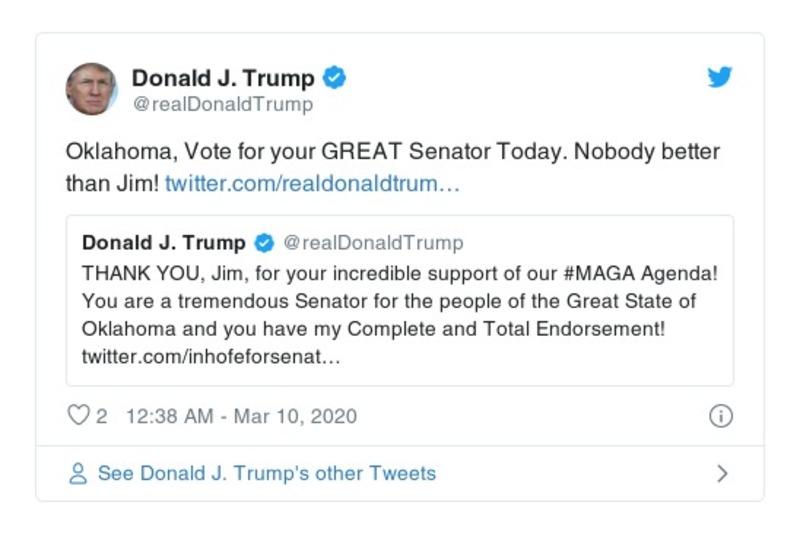 Donald J. Trump
@realDonaldTrump
Oklahoma, Vote for your GREAT Senator Today. Nobody better
than Jim! twitter.com/realdonaldtrum…
Donald J. Trump @realDonaldTrump
THANK YOU, Jim, for your incredible support of our #MAGA Agenda!
You are a tremendous Senator for the people of the Great State of
Oklahoma and you have my Complete and Total Endorsement!
twitter.com/inhofeforsenat…
2 12:38 AM - Mar 10, 2020
See Donald J. Trump's other Tweets